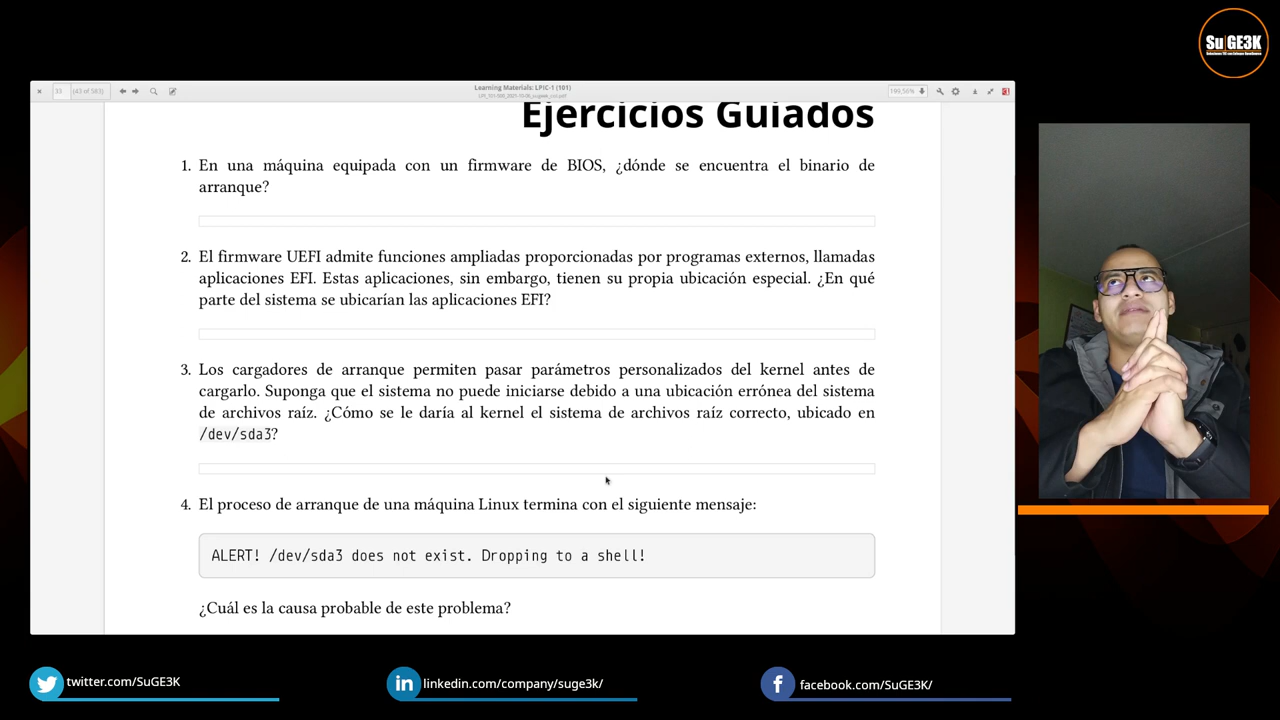 Su GE3K
33 (43 of 583)
Learning Materials: LPIC-1 (101)
199,56%
Ejercicios Guiados
1. En una máquina equipada con un firmware de BIOS, ¿dónde se encuentra el binario de
arranque?
2. El firmware UEFI admite funciones ampliadas proporcionadas por programas externos, llamadas
aplicaciones EFI. Estas aplicaciones, sin embargo, tienen su propia ubicación especial. ¿En qué
parte del sistema se ubicarían las aplicaciones EFI?
3. Los cargadores de arranque permiten pasar parámetros personalizados del kernel antes de
cargarlo. Suponga que el sistema no puede iniciarse debido a una ubicación errónea del sistema
de archivos raíz. ¿Cómo se le daría al kernel el sistema de archivos raíz correcto, ubicado en
/dev/sda3?
4. El proceso de arranque de una máquina Linux termina con el siguiente mensaje:
ALERT! /dev/sda3 does not exist. Dropping to a shell!
¿Cuál es la causa probable de este problema?
twitter.com/SuGE3K
linkedin.com/company/suge3k/
facebook.com/SuGE3K/